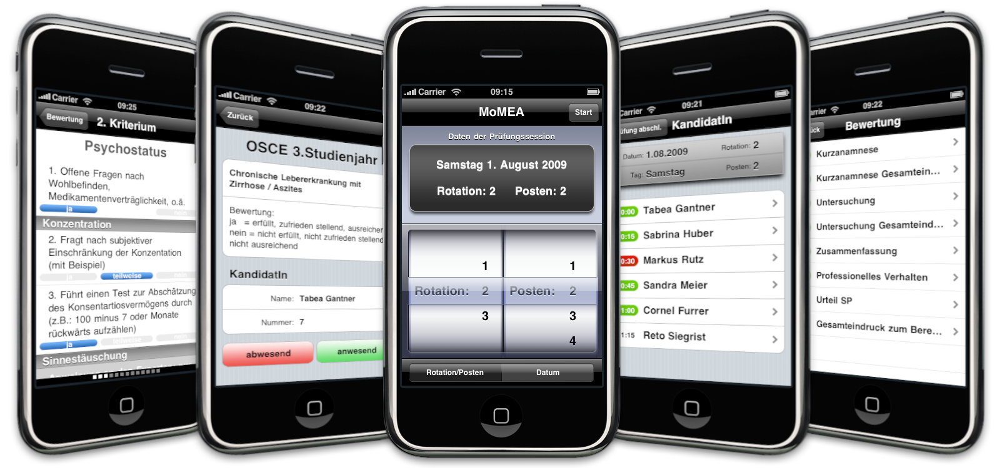 Carrier
09:25
Bewertung
2. Kriterium
Psychostatus
1. Offene Fragen nach
Wohlbefinden,
Medikamentenverträglichkeit, o.ä.
ja
nein
Konzentration
2. Fragt nach subjektiver
Einschränkung der Konzentation
(mit Beispiel)
ja
teilweise
nein
3. Führt einen Test zur Abschätzung
des Konsentartiosvermögens durch
(z.B.: 100 minus 7 oder Monate
rückwärts aufzählen)
ja
teilweise
nein
Sinnestäuschung
Carrier
09:22
Zurück
OSCE 3.Studienjahr
Chronische Lebererkrankung mit
Zirrhose / Aszites
Bewertung:
ja = erfüllt, zufrieden stellend, ausreicher
nein = nicht erfüllt, nicht zufrieden stellend
nicht ausreichend
KandidatIn
Name: Tabea Gantner
Nummer: 7
abwesend
anwesend
Carrier
09:15
MoMEA
Start
Daten der Prüfungssession
Samstag 1. August 2009
Rotation: 2 Posten: 2
1 1
Rotation: 2 Posten: 2
3 3
4
Rotation/Posten
Datum
Carrier
09:21
üfung abschl.
KandidatIn
Datum: 1.08.2009 Rotation: 2
Tag: Samstag Posten: 2
0:00 Tabea Gantner
0:15 Sabrina Huber
0:30 Markus Rutz
0:45 Sandra Meier
1:00 Cornel Furrer
1:15 Reto Siegrist
rrier
09:22
ück
Bewertung
Kurzanamnese
Kurzanamnese Gesamtein...
Untersuchung
Untersuchung Gesamteind...
Zusammenfassung
Professionelles Verhalten
Urteil SP
Gesamteindruck zum Bere...